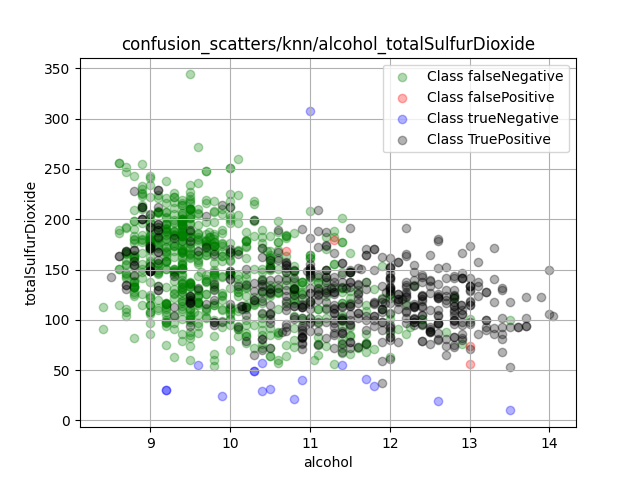 confusion_scatters/knn/alcohol_totalSulfurDioxide
Class falseNegative
Class falsePositive
Class trueNegative
Class TruePositive
totalSulfurDioxide
350
300
250
200
150
100
50
0
9 10 11 12 13 14
alcohol